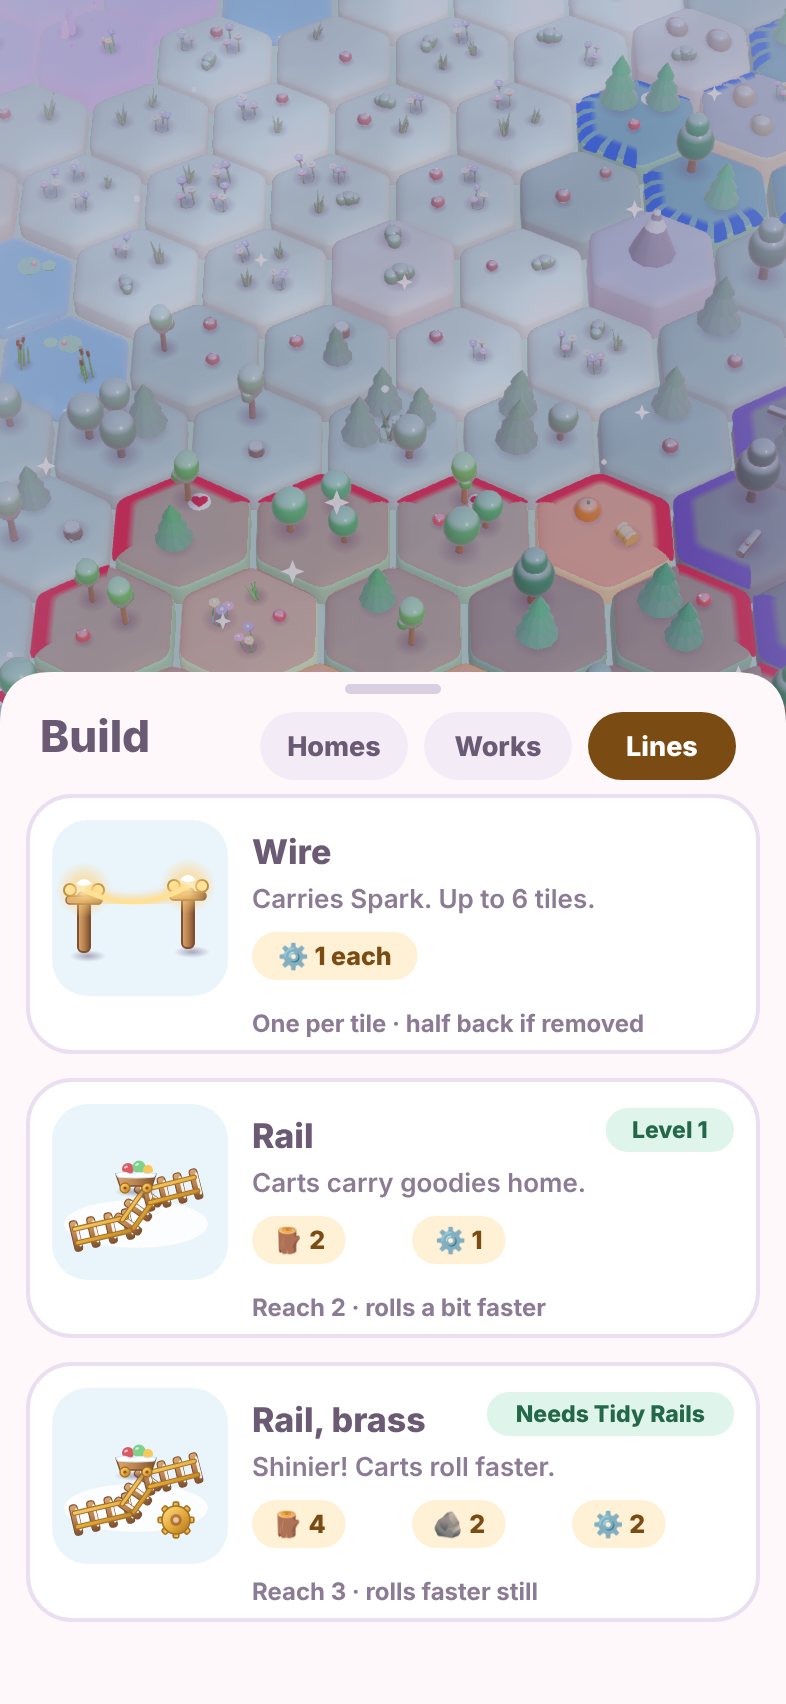 Build
Homes
Works
Lines
Wire
Carries Spark. Up to 6 tiles.
1 each
One per tile · half back if removed
Rail
Level 1
Carts carry goodies home.
2
1
Reach 2 · rolls a bit faster
Rail, brass
Needs Tidy Rails
Shinier! Carts roll faster.
4
2
2
Reach 3 · rolls faster still